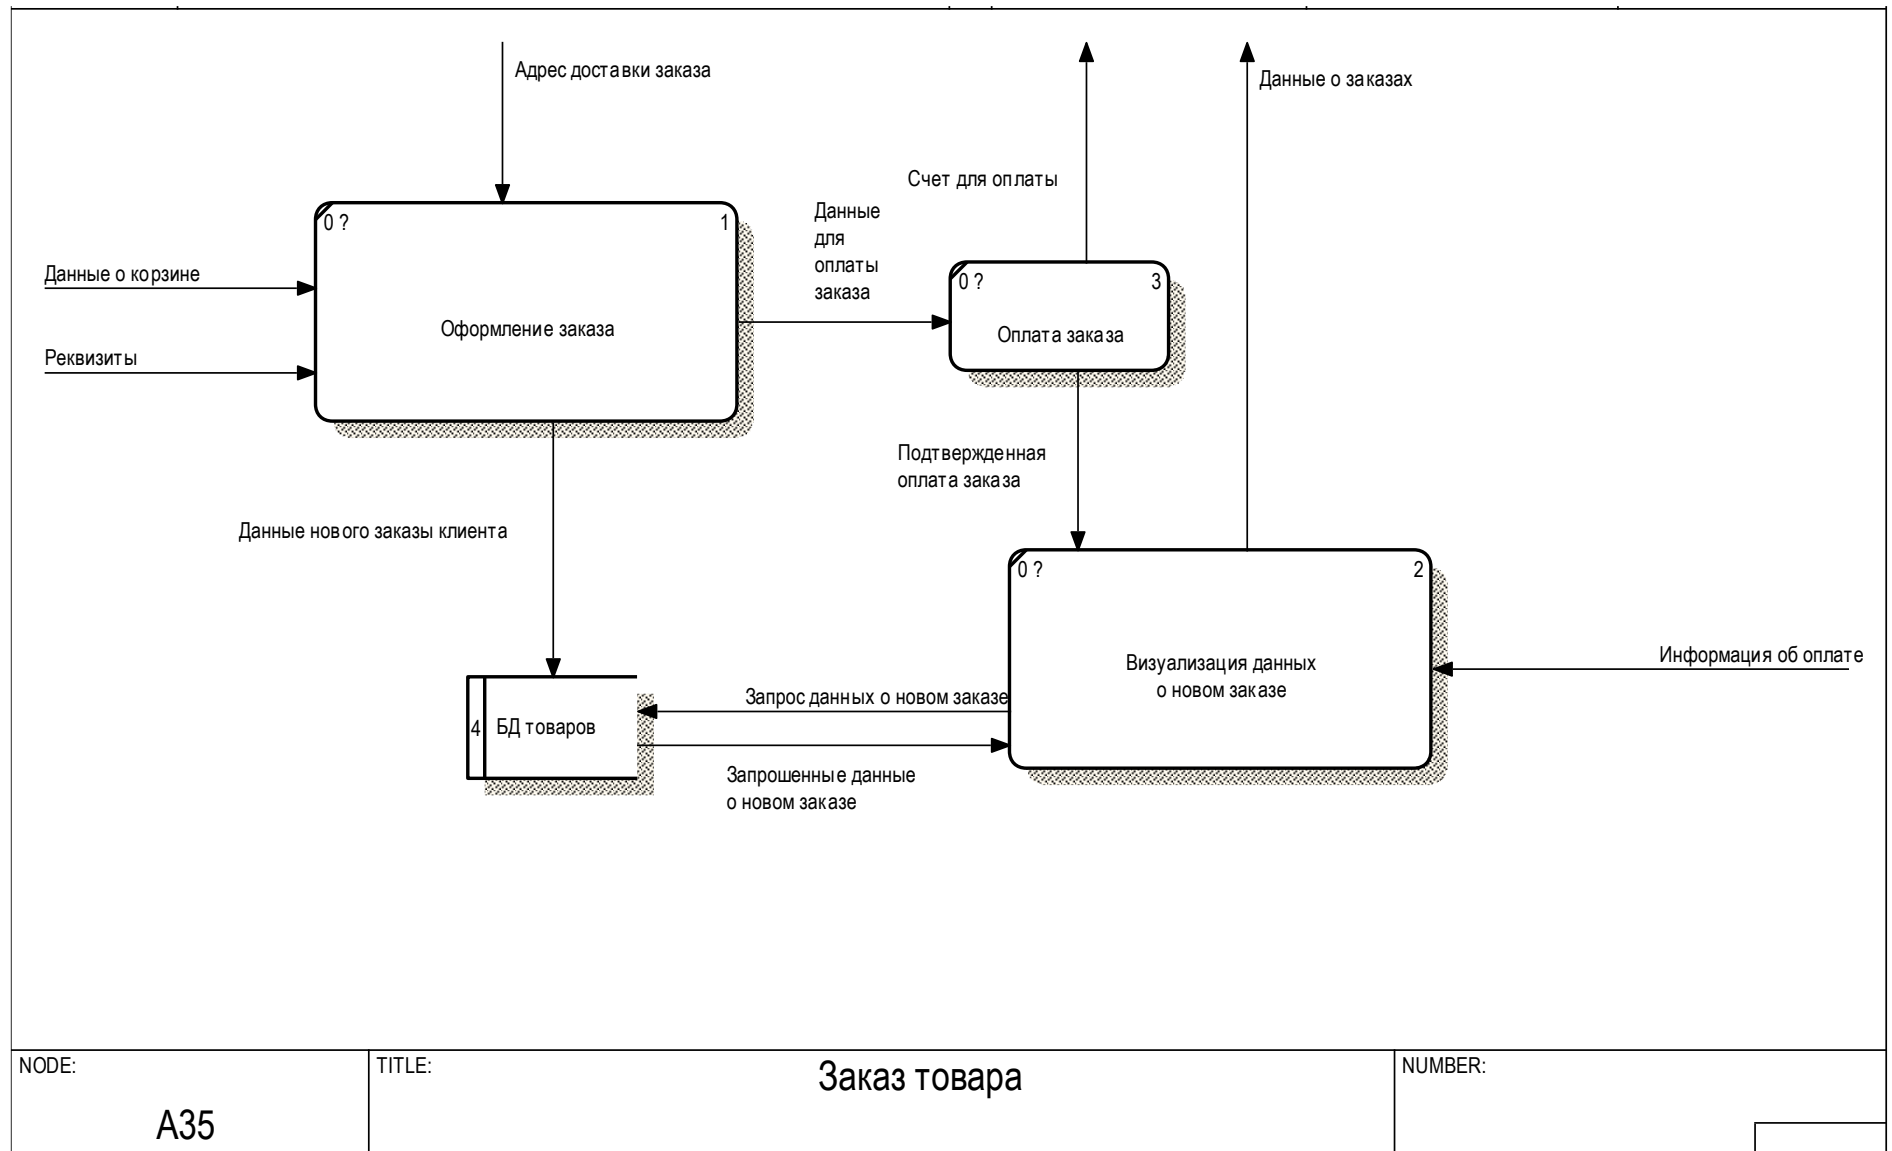 Адрес доставки заказа
Данные о заказах
Счет для оплаты
Данные
для
оплаты
заказа
0 ?
1
Данные о корзине
Оформление заказа
Реквизиты
0 ?
3
Оплата заказа
Подтвержденная
оплата заказа
Данные нового заказы клиента
0 ?
2
Визуализация данных
о новом заказе
Информация об оплате
Запрос данных о новом заказе
4
БД товаров
Запрошенные данные
о новом заказе
NODE:
A35
TITLE:
Заказ товара
NUMBER: